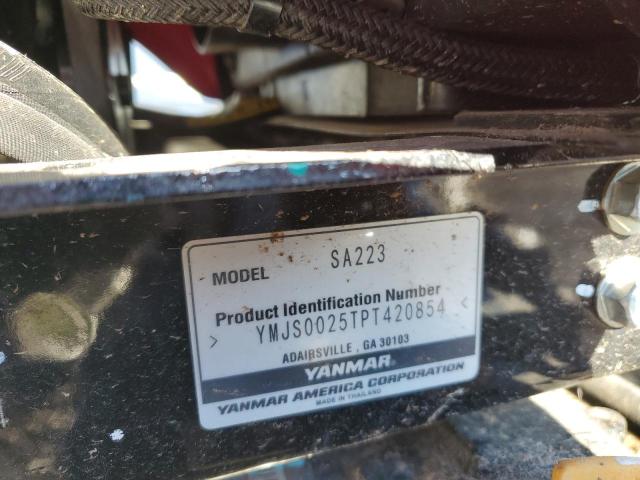 MODEL SA223
Product Identification Number
> YMJS0025TPT420854 <
ADAIRSVILLE , GA 30103
YANMAR
YANMAR AMERICA CORPORATION
MADE IN THAILAND